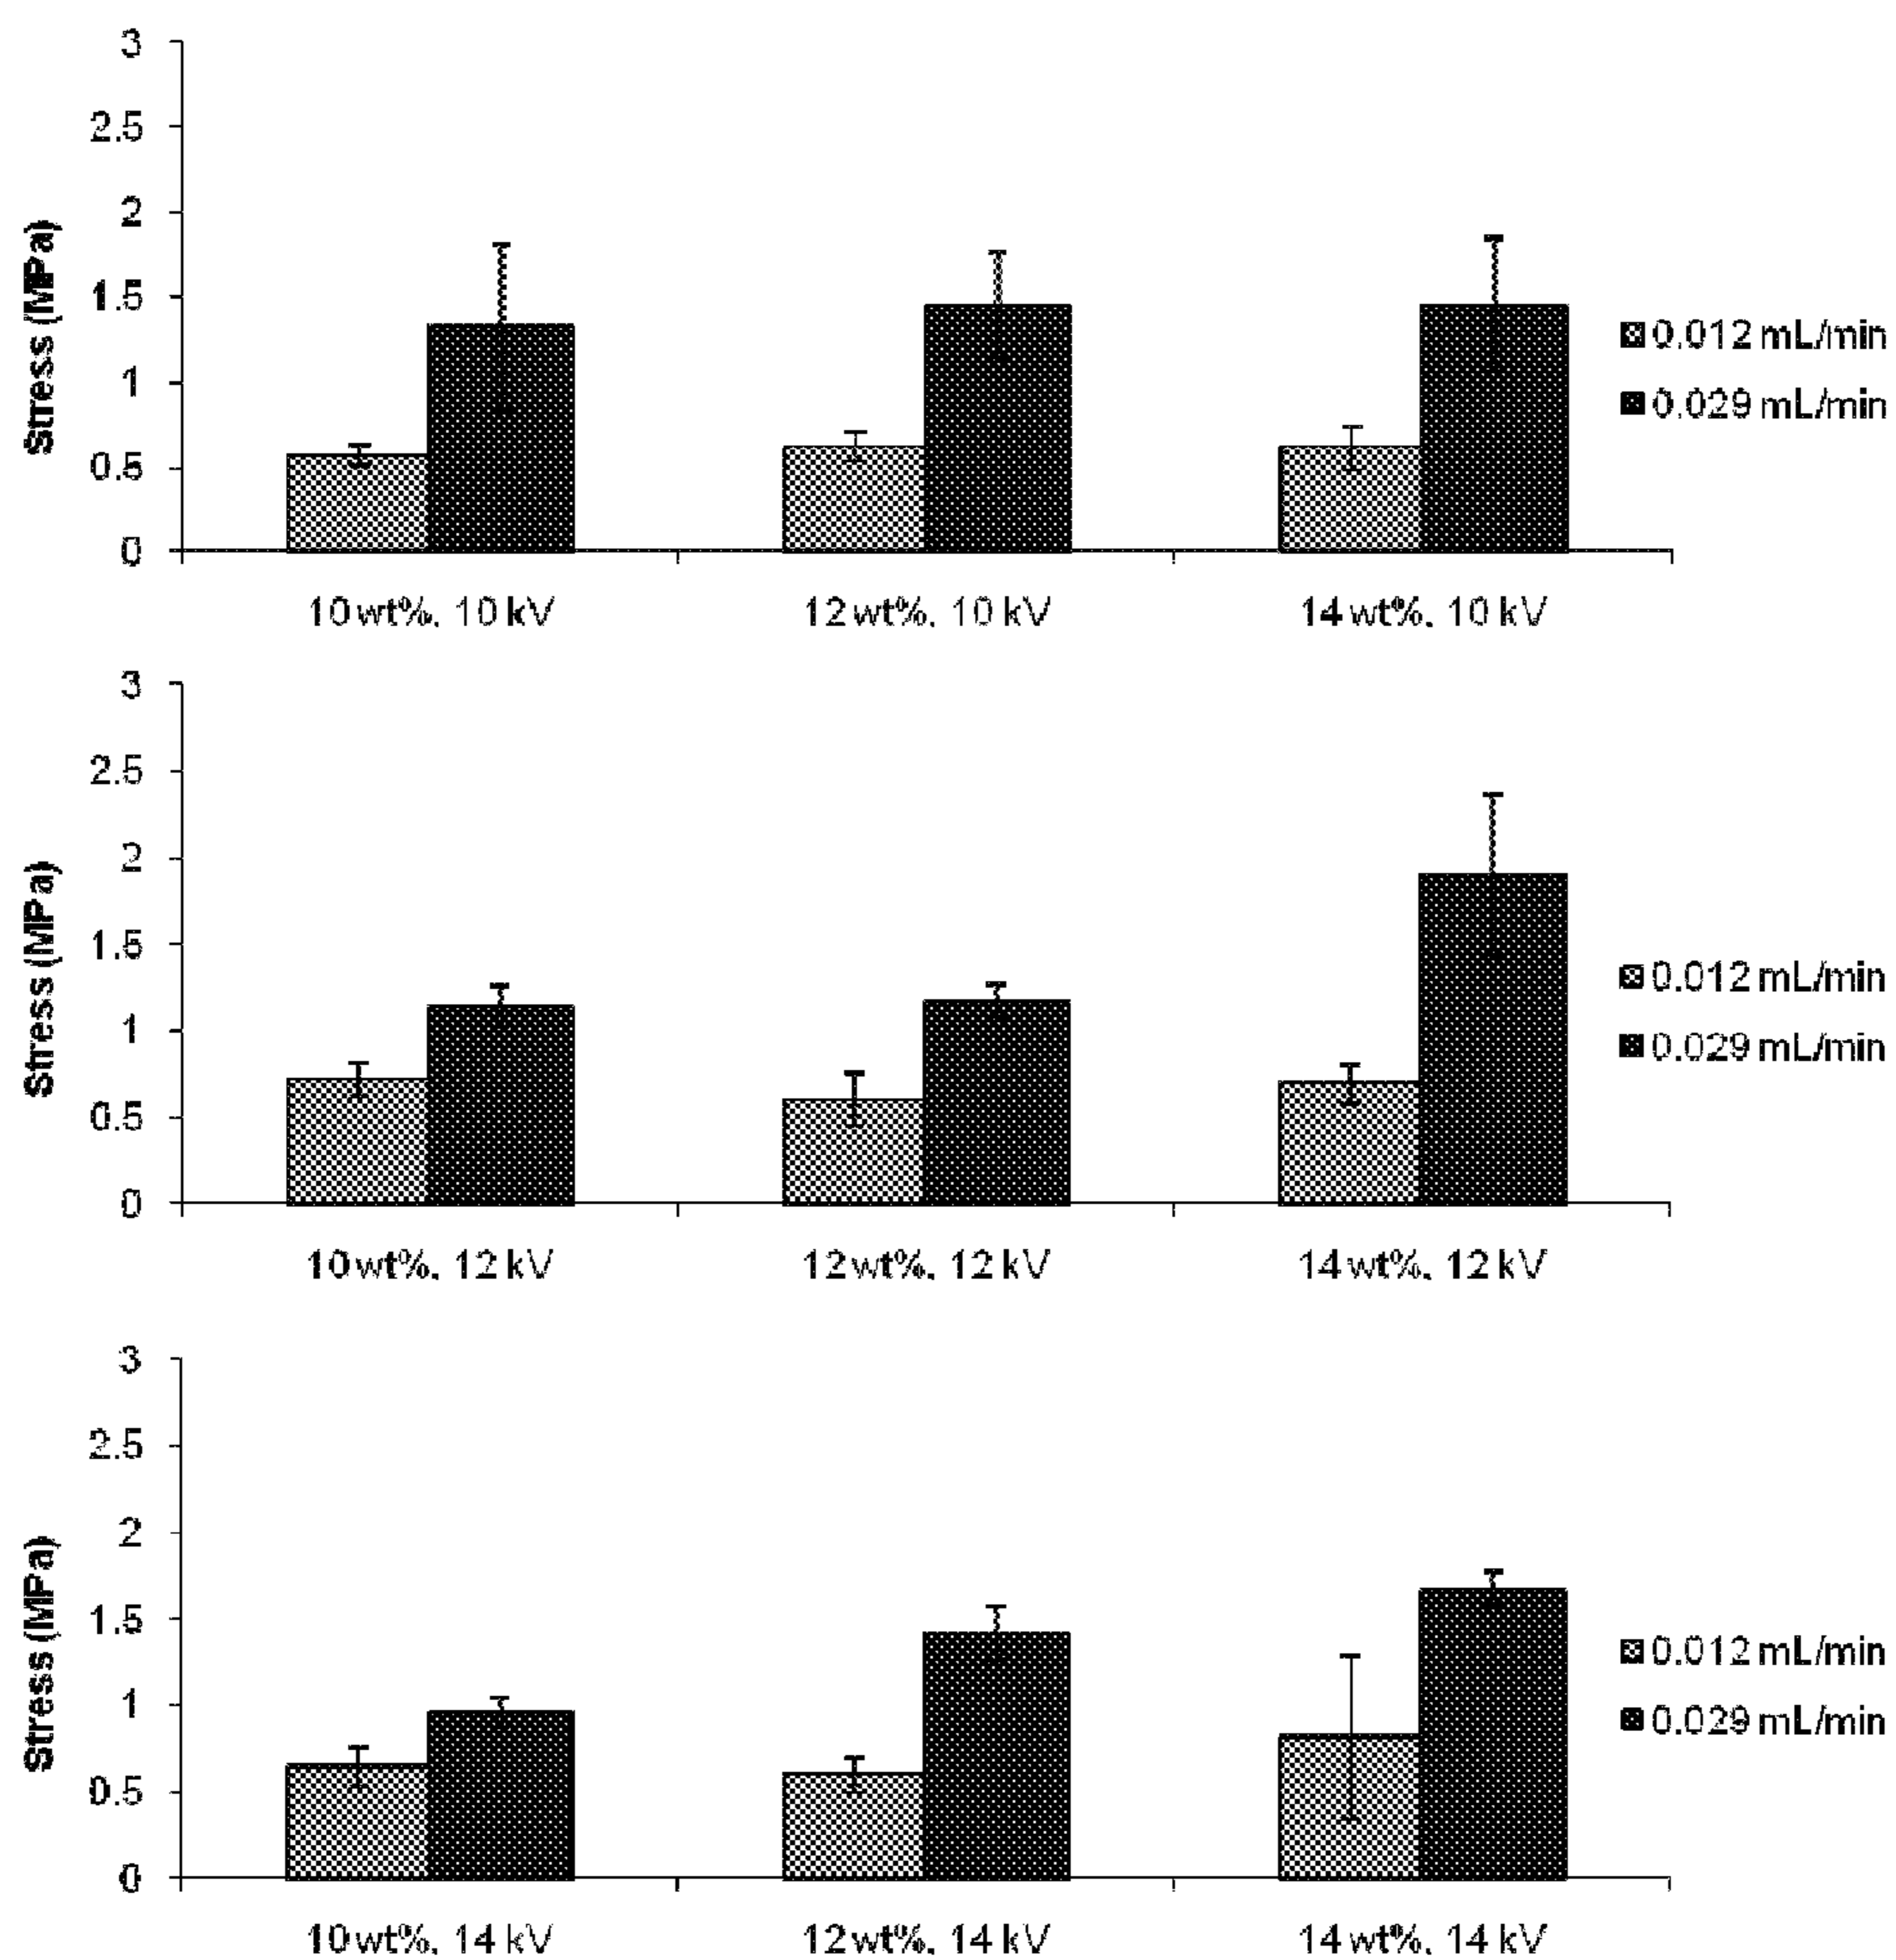 3
2.5
2
1.5
1
0.5
0
Stress (MPa)
10 wt%, 10 kV
12 wt%, 10 kV
14 wt%, 10 kV
0.012 mL/min
0.029 mL/min
3
2.5
2
1.5
1
0.5
0
Stress (MPa)
10 wt%, 12 kV
12 wt%, 12 kV
14 wt%, 12 kV
0.012 mL/min
0.029 mL/min
3
2.5
2
1.5
1
0.5
0
Stress (MPa)
10 wt%, 14 kV
12 wt%, 14 kV
14 wt%, 14 kV
0.012 mL/min
0.029 mL/min